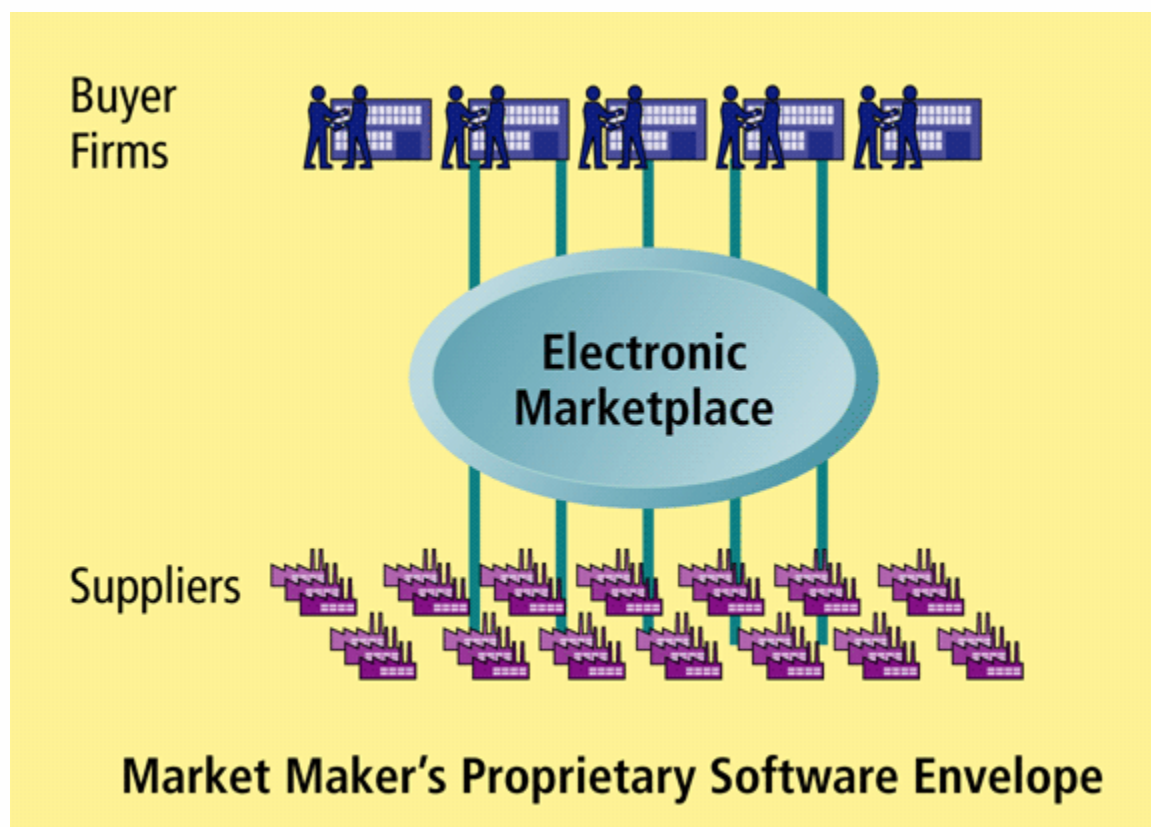 Buyer
Firms
Electronic
Marketplace
Suppliers
Market Maker’s Proprietary Software Envelope